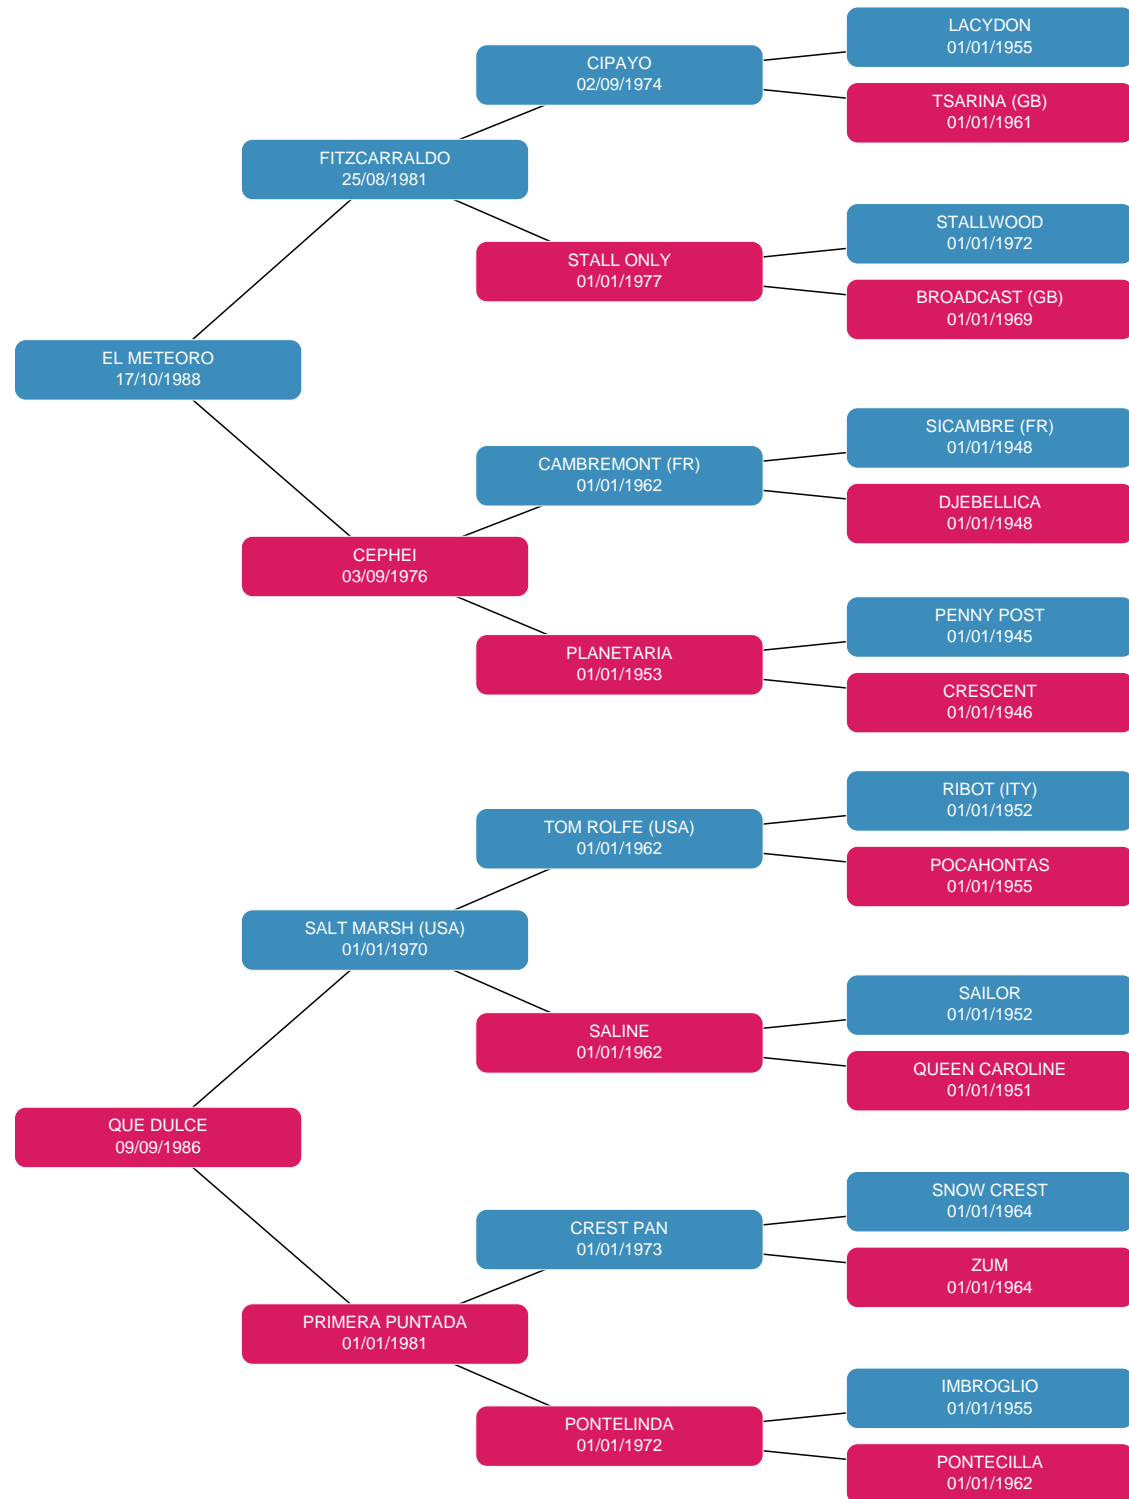 LACYDON
01/01/1955
CIPAYO
02/09/1974
TSARINA (GB)
01/01/1961
FITZCARRALDO
25/08/1981
STALLWOOD
01/01/1972
STALL ONLY
01/01/1977
BROADCAST (GB)
01/01/1969
EL METEORO
17/10/1988
SICAMBRE (FR)
01/01/1948
CAMBREMONT (FR)
01/01/1962
DJEBELLICA
01/01/1948
CEPHEI
03/09/1976
PENNY POST
01/01/1945
PLANETARIA
01/01/1953
CRESCENT
01/01/1946
RIBOT (ITY)
01/01/1952
TOM ROLFE (USA)
01/01/1962
POCAHONTAS
01/01/1955
SALT MARSH (USA)
01/01/1970
SAILOR
01/01/1952
SALINE
01/01/1962
QUEEN CAROLINE
01/01/1951
QUE DULCE
09/09/1986
SNOW CREST
01/01/1964
CREST PAN
01/01/1973
ZUM
01/01/1964
PRIMERA PUNTADA
01/01/1981
IMBROGLIO
01/01/1955
PONTELINDA
01/01/1972
PONTECILLA
01/01/1962